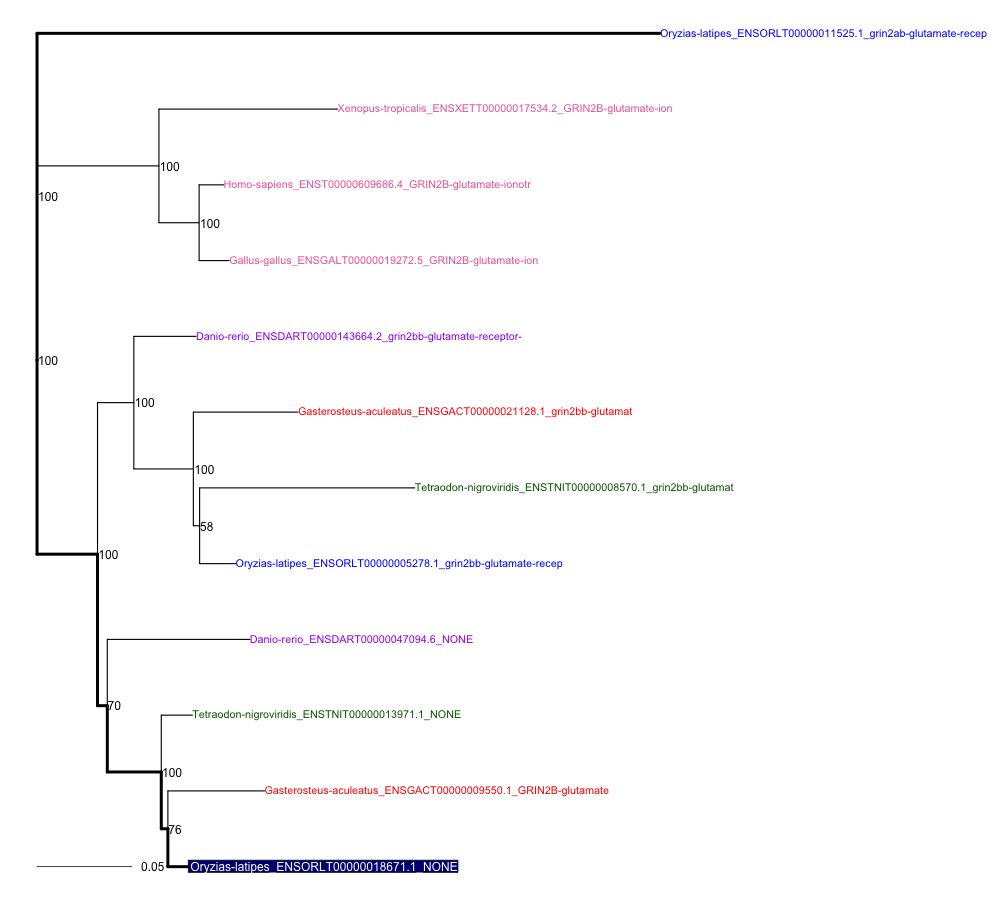 Oryzias-latipes_ENSORLT00000011525.1_grin2ab-glutamate-recep
Xenopus-tropicalis_ENSXETT00000017534.2_GRIN2B-glutamate-ion
100
Homo-sapiens_ENST00000609686.4_GRIN2B-glutamate-ionotr
100
100
Gallus-gallus_ENSGALT00000019272.5_GRIN2B-glutamate-ion
Danio-rerio_ENSDART00000143664.2_grin2bb-glutamate-receptor-
100
100
Gasterosteus-aculeatus_ENSGACT00000021128.1_grin2bb-glutamat
100
Tetraodon-nigroviridis_ENSTNIT00000008570.1_grin2bb-glutamat
58
100
Oryzias-latipes_ENSORLT00000005278.1_grin2bb-glutamate-recep
Danio-rerio_ENSDART00000047094.6_NONE
70
Tetraodon-nigroviridis_ENSTNIT00000013971.1_NONE
100
Gasterosteus-aculeatus_ENSGACT00000009550.1_GRIN2B-glutamate
76
0.05
Oryzias-latipes_ENSORLT00000018671.1_NONE